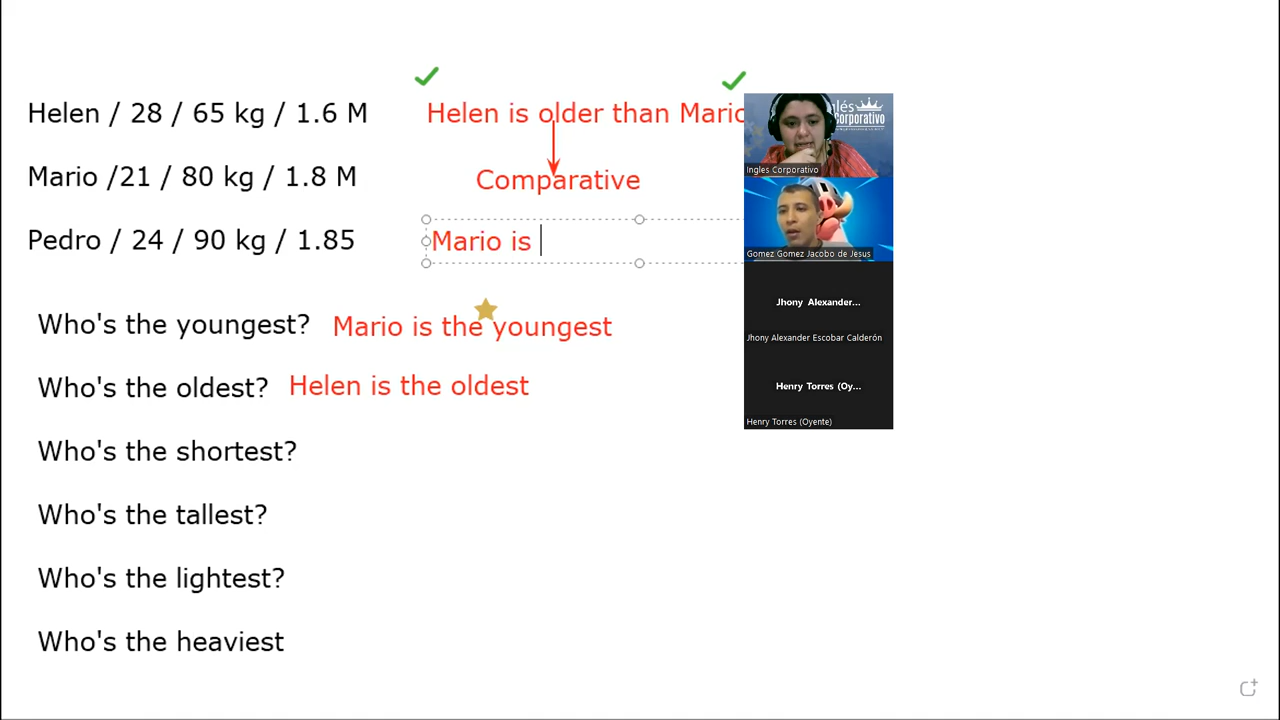 Helen / 28 / 65 kg / 1.6 M
Helen is older than Mario
Mario /21 / 80 kg / 1.8 M
Comparative
Pedro / 24 / 90 kg / 1.85
Mario is
Who's the youngest?
Mario is the youngest
Who's the oldest?
Helen is the oldest
Who's the shortest?
Who's the tallest?
Who's the lightest?
Who's the heaviest
Corporativo
Ingles Corporativo
Gomez Gomez Jacobo de Jesus
Jhony Alexander...
Jhony Alexander Escobar Calderón
Henry Torres (Oy...
Henry Torres (Oyente)